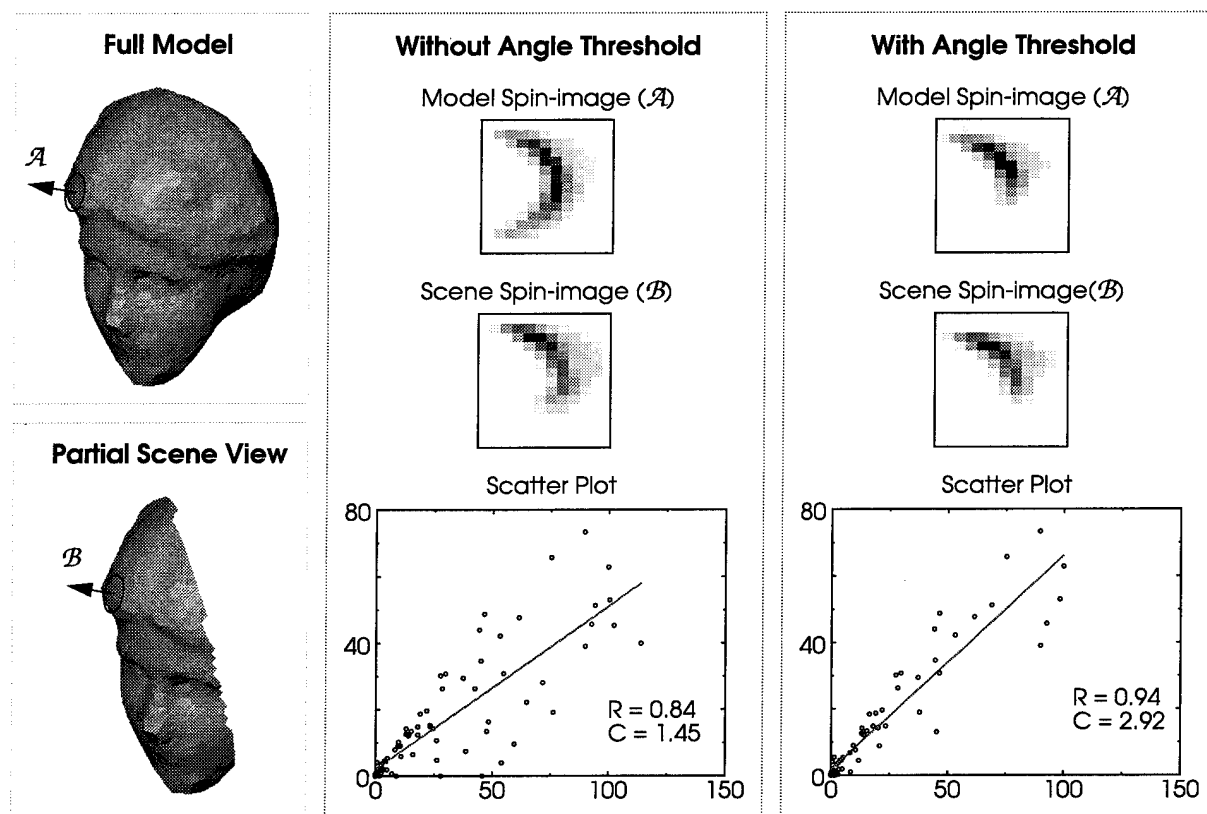 Full Model
𝒜
Partial Scene View
ℬ
Without Angle Threshold
Model Spin-image (𝒜)
Scene Spin-image (ℬ)
Scatter Plot
80
40
0
0 50 100 150
R = 0.84
C = 1.45
With Angle Threshold
Model Spin-image (𝒜)
Scene Spin-image(ℬ)
Scatter Plot
80
40
0
0 50 100 150
R = 0.94
C = 2.92